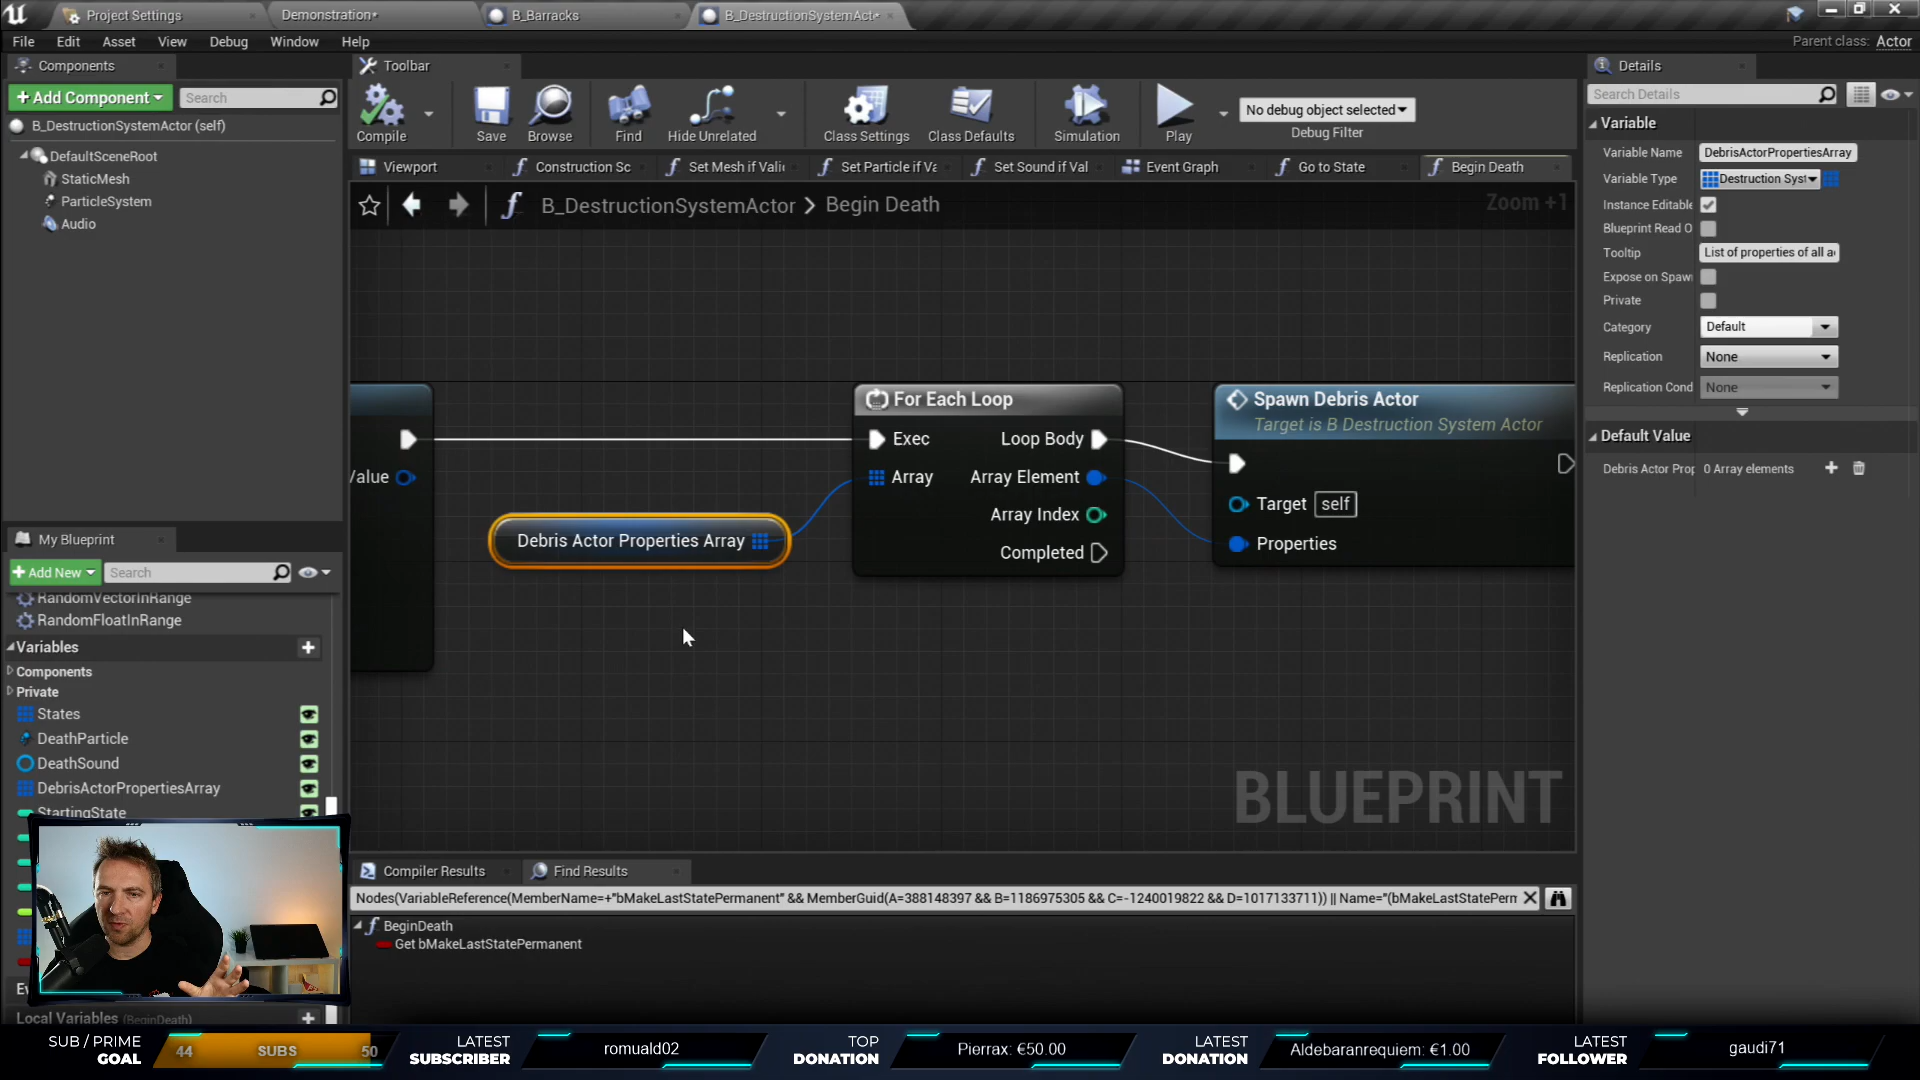 Project Settings
Demonstration*
B_Barracks
B_DestructionSystemAct*
File Edit Asset View Debug Window Help
Parent class: Actor
Components
Toolbar
Details
+ Add Component
Search
Search Details
B_DestructionSystemActor (self)
DefaultSceneRoot
StaticMesh
ParticleSystem
Audio
Compile
Save
Browse
Find
Hide Unrelated
Class Settings
Class Defaults
Simulation
Play
No debug object selected
Debug Filter
Viewport
Construction Sc
Set Mesh if Vali
Set Particle if Va
Set Sound if Val
Event Graph
Go to State
Begin Death
B_DestructionSystemActor > Begin Death
Zoom +1
For Each Loop
Exec
Loop Body
Array
Array Element
Array Index
Completed
Spawn Debris Actor
Target is B Destruction System Actor
Target self
Properties
Value
Debris Actor Properties Array
BLUEPRINT
Variable
Variable Name DebrisActorPropertiesArray
Variable Type Destruction Syst
Instance Editable
Blueprint Read O
Tooltip List of properties of all a
Expose on Spawn
Private
Category Default
Replication None
Replication Cond None
Default Value
Debris Actor Prop 0 Array elements
My Blueprint
+ Add New
Search
RandomVectorInRange
RandomFloatInRange
Variables
Components
Private
States
DeathParticle
DeathSound
DebrisActorPropertiesArray
StartingState
Local Variables (BeginDeath)
Compiler Results
Find Results
Nodes(VariableReference(MemberName=+"bMakeLastStatePermanent" && MemberGuid(A=388148397 && B=1186975305 && C=-1240019822 && D=1017133711)) || Name="(bMakeLastStatePerm
BeginDeath
Get bMakeLastStatePermanent
SUB / PRIME
GOAL
44 SUBS 50
LATEST
SUBSCRIBER
romuald02
TOP
DONATION
Pierrax: €50.00
LATEST
DONATION
Aldebaranrequiem: €1.00
LATEST
FOLLOWER
gaudi71